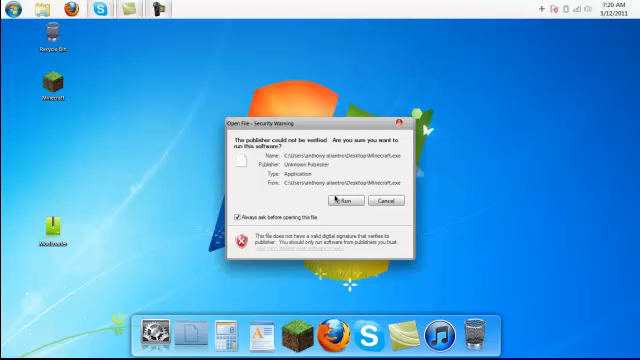 7:20 AM
5/12/2011
Recycle Bin
Minecraft
Open File - Security Warning
The publisher could not be verified. Are you sure you want to
run this software?
Name: C:\Users\anthony aliantro\Desktop\Minecraft.exe
Publisher: Unknown Publisher
Type: Application
From: C:\Users\anthony aliantro\Desktop\Minecraft.exe
Run
Cancel
Always ask before opening this file
This file does not have a valid digital signature that verifies its
publisher. You should only run software from publishers you trust.
Modloader